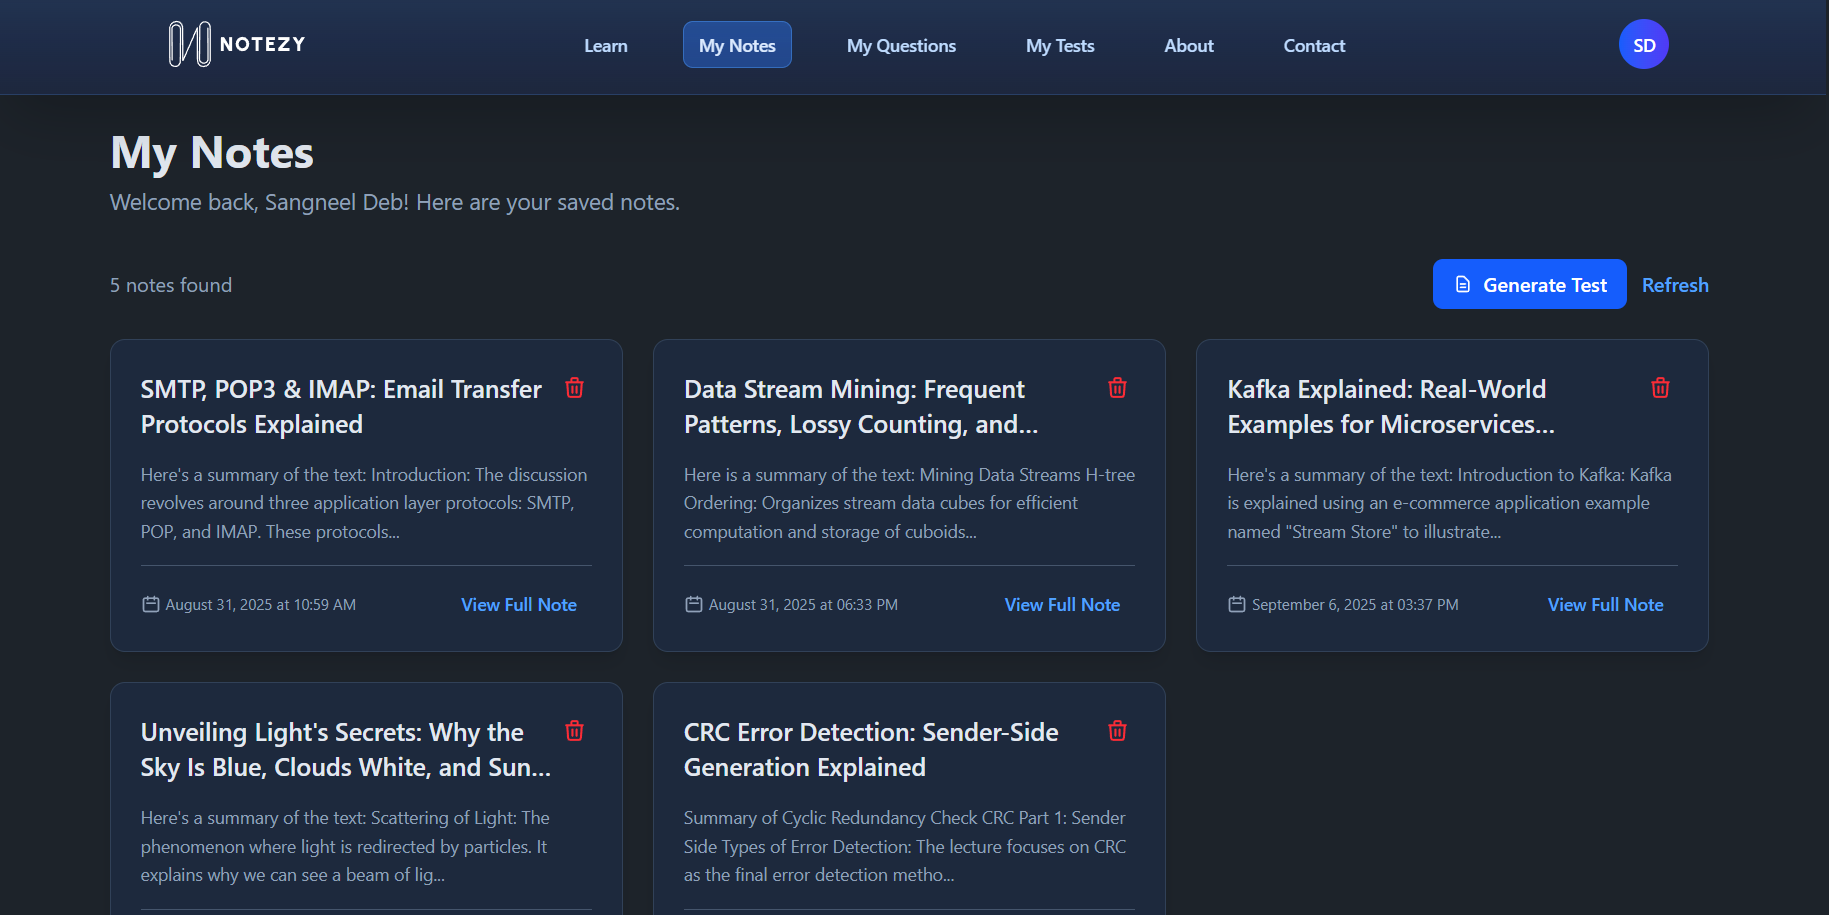 NOTEZY
Learn
My Notes
My Questions
My Tests
About
Contact
SD
My Notes
Welcome back, Sangneel Deb! Here are your saved notes.
5 notes found
Generate Test
Refresh
SMTP, POP3 & IMAP: Email Transfer
Protocols Explained
Here's a summary of the text: Introduction: The discussion
revolves around three application layer protocols: SMTP,
POP, and IMAP. These protocols...
August 31, 2025 at 10:59 AM
View Full Note
Data Stream Mining: Frequent
Patterns, Lossy Counting, and...
Here is a summary of the text: Mining Data Streams H-tree
Ordering: Organizes stream data cubes for efficient
computation and storage of cuboids...
August 31, 2025 at 06:33 PM
View Full Note
Kafka Explained: Real-World
Examples for Microservices...
Here's a summary of the text: Introduction to Kafka: Kafka
is explained using an e-commerce application example
named "Stream Store" to illustrate...
September 6, 2025 at 03:37 PM
View Full Note
Unveiling Light's Secrets: Why the
Sky Is Blue, Clouds White, and Sun...
Here's a summary of the text: Scattering of Light: The
phenomenon where light is redirected by particles. It
explains why we can see a beam of lig...
CRC Error Detection: Sender-Side
Generation Explained
Summary of Cyclic Redundancy Check CRC Part 1: Sender
Side Types of Error Detection: The lecture focuses on CRC
as the final error detection metho...